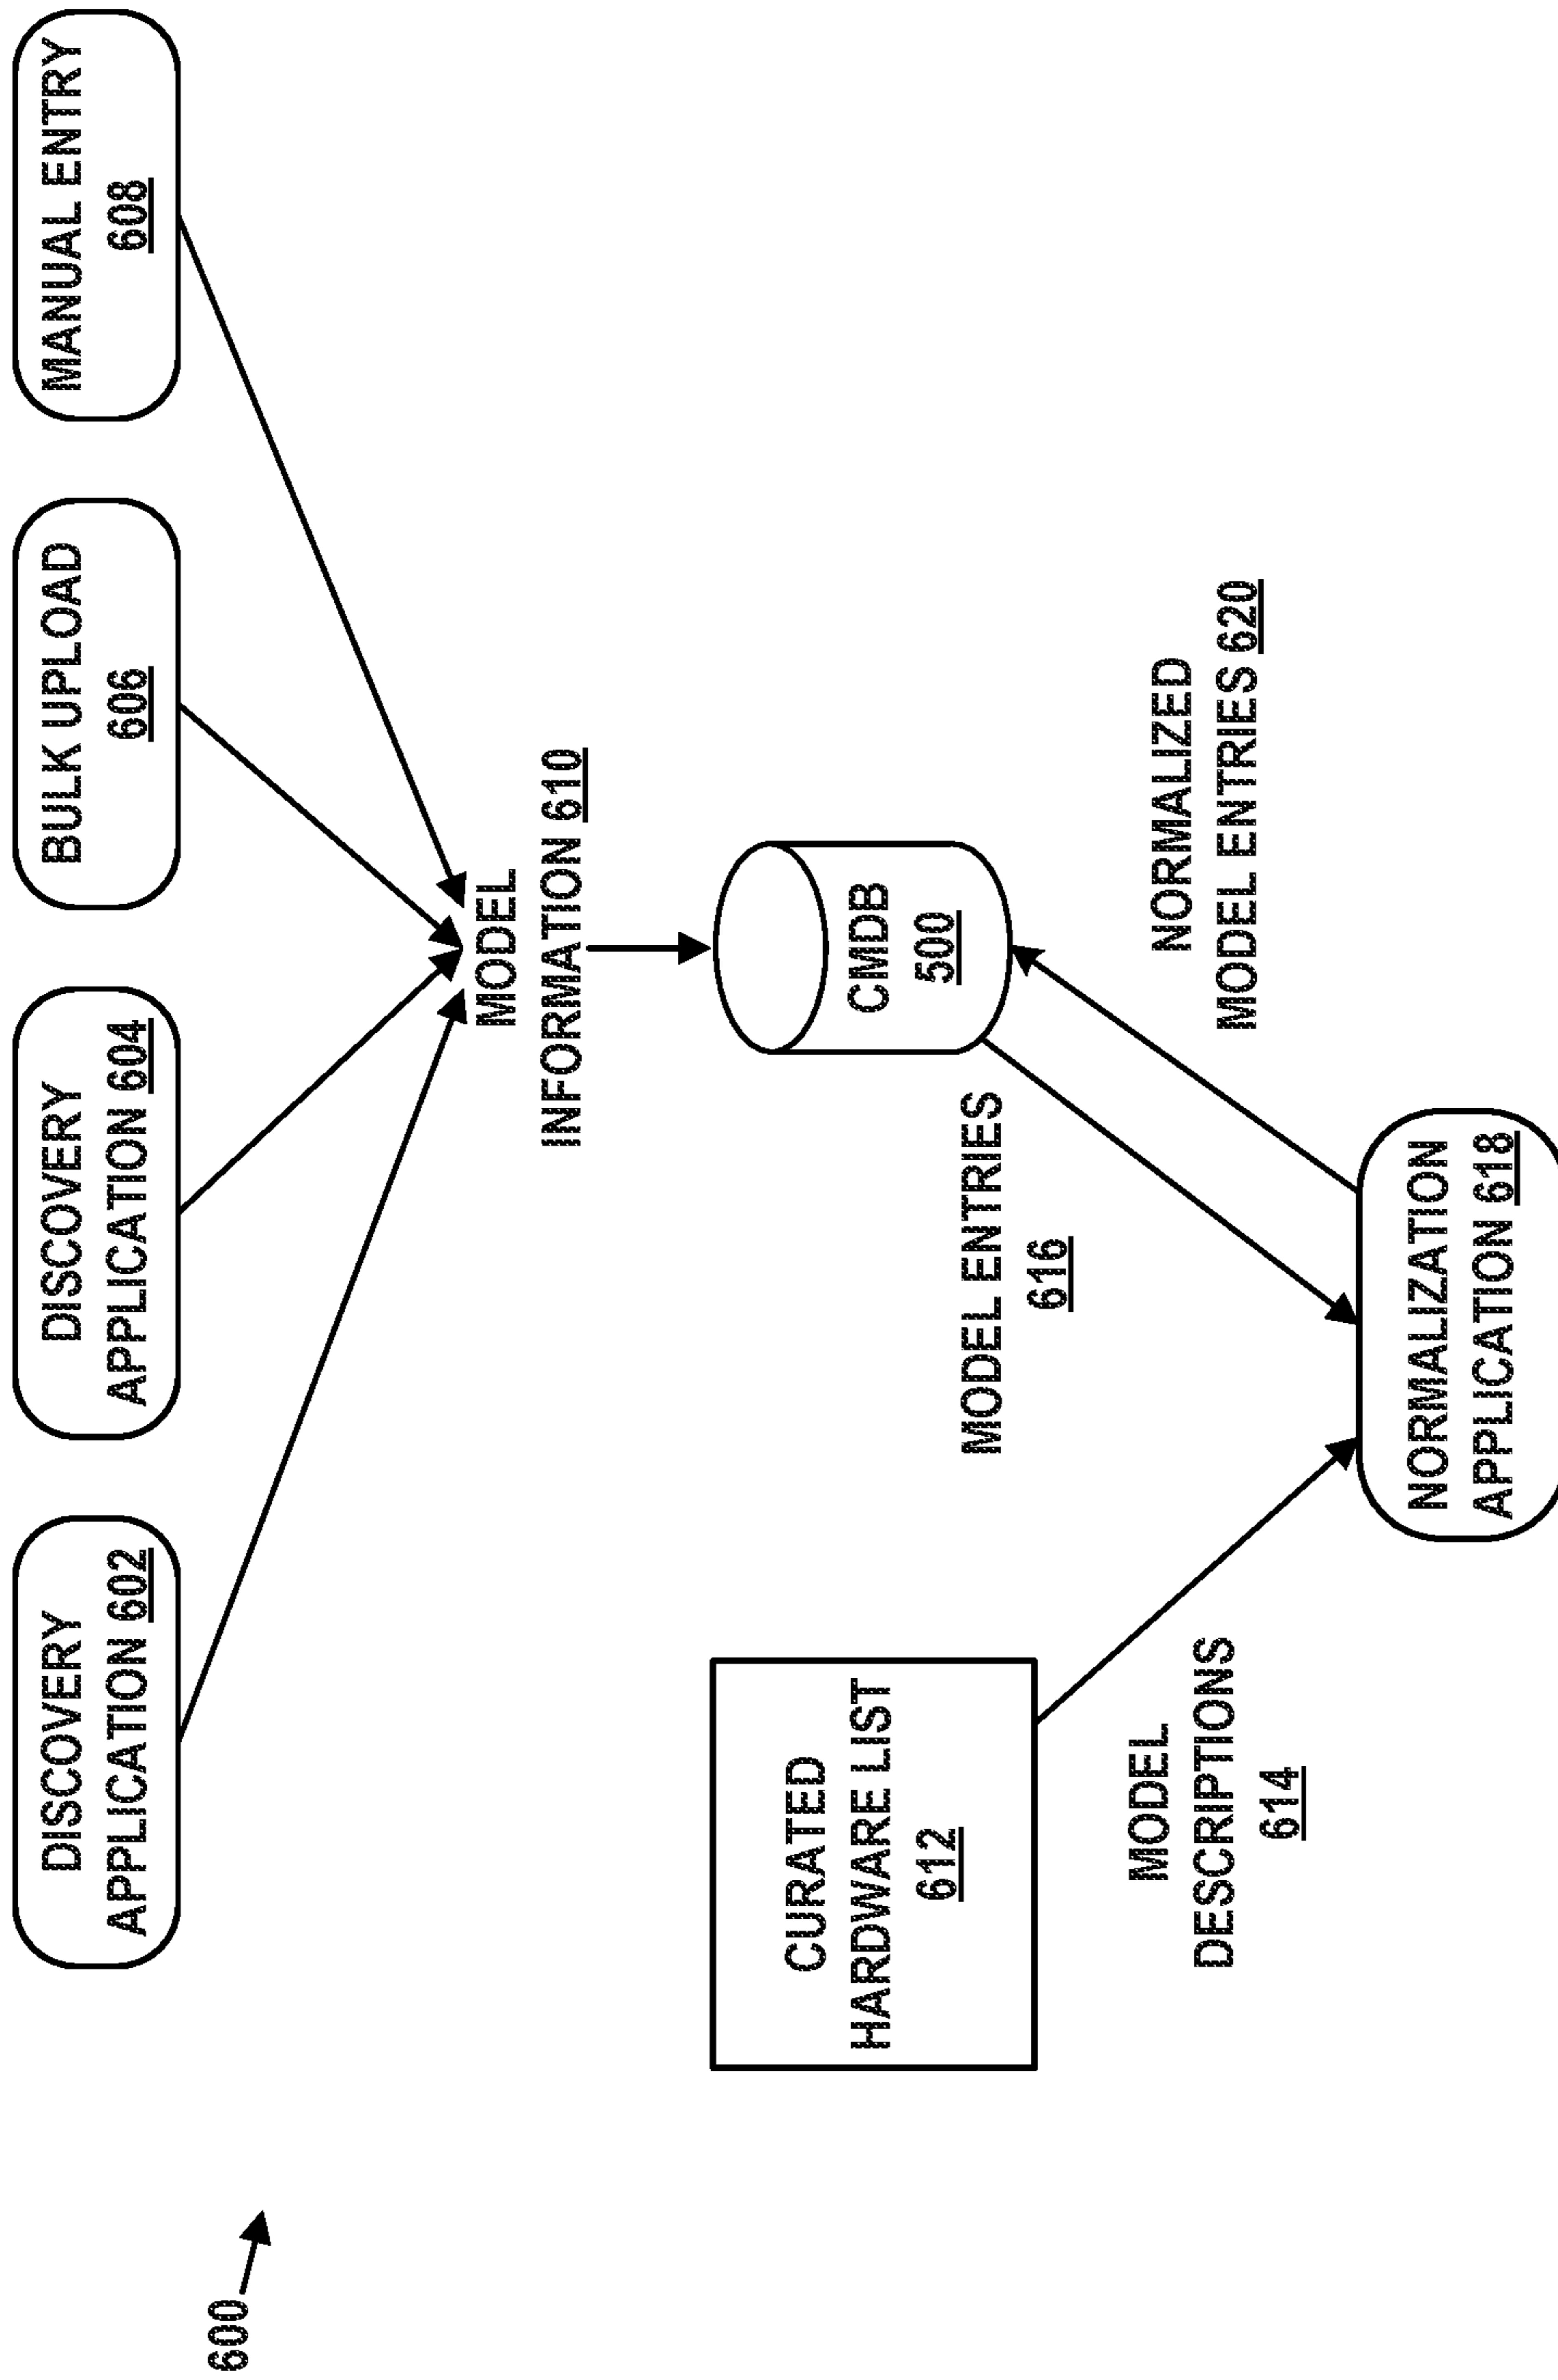 600
DISCOVERY
APPLICATION 602
DISCOVERY
APPLICATION 604
BULK UPLOAD
606
MANUAL ENTRY
608
MODEL
INFORMATION 610
CURATED
HARDWARE LIST
612
CMDB
500
MODEL ENTRIES
616
MODEL
DESCRIPTIONS
614
NORMALIZED
MODEL ENTRIES 620
NORMALIZATION
APPLICATION 618